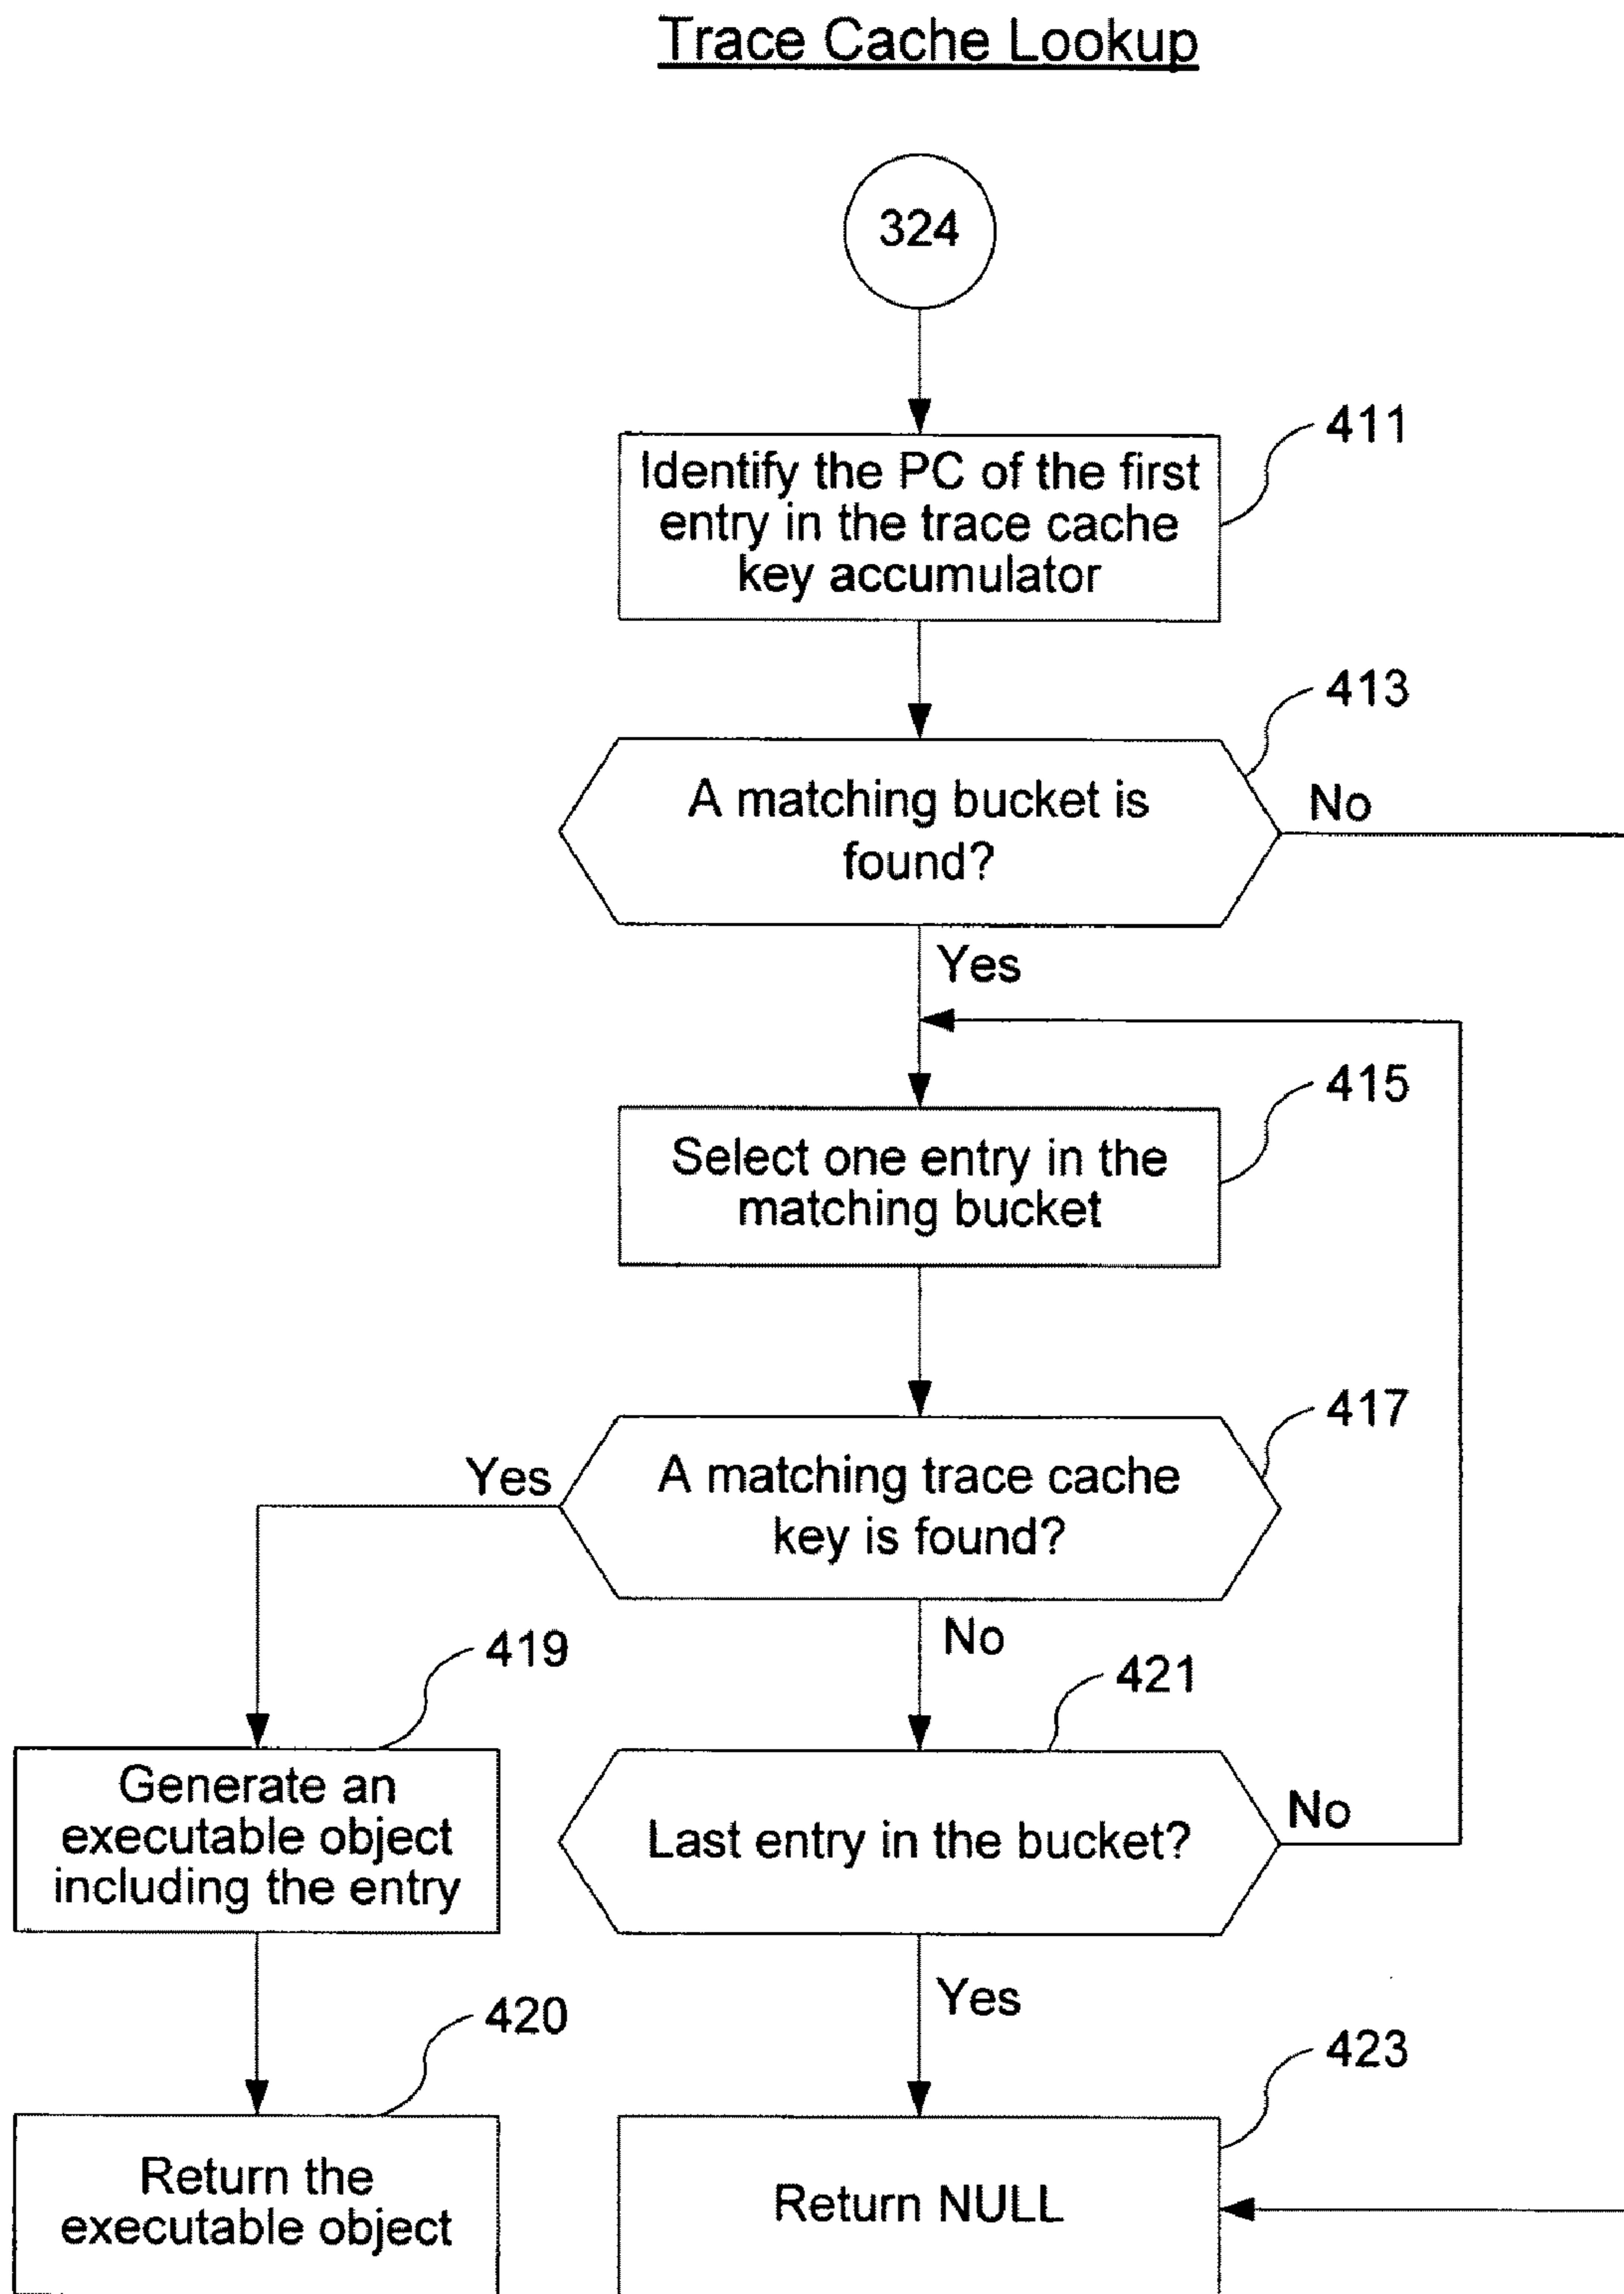 Trace Cache Lookup
324
411
Identify the PC of the first
entry in the trace cache
key accumulator
413
A matching bucket is
found?
No
Yes
415
Select one entry in the
matching bucket
417
Yes
A matching trace cache
key is found?
No
419
421
Generate an
executable object
including the entry
Last entry in the bucket?
No
Yes
420
423
Return the
executable object
Return NULL